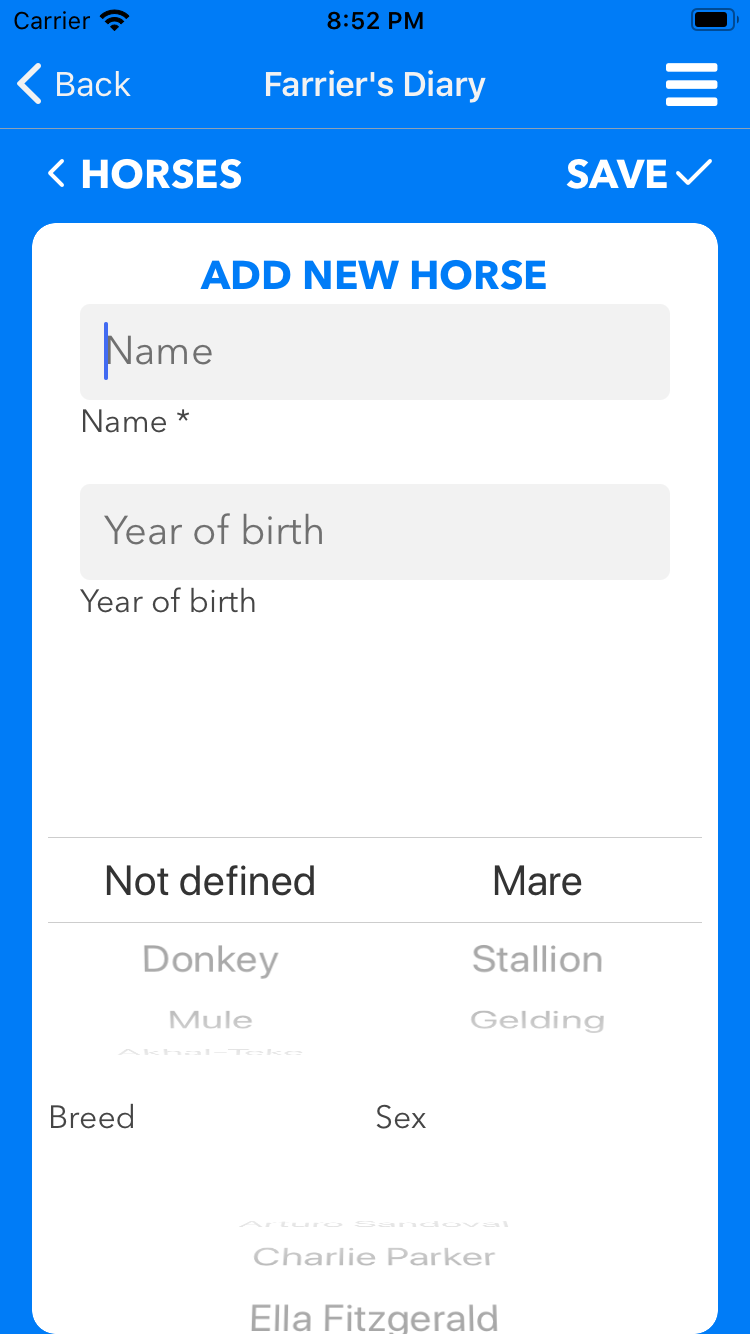 Carrier 8:52 PM
Back Farrier's Diary
HORSES SAVE
ADD NEW HORSE
Name
Name *
Year of birth
Year of birth
Not defined Mare
Donkey Stallion
Mule Gelding
Akhal-Teke
Breed Sex
Arturo Sandoval
Charlie Parker
Ella Fitzgerald